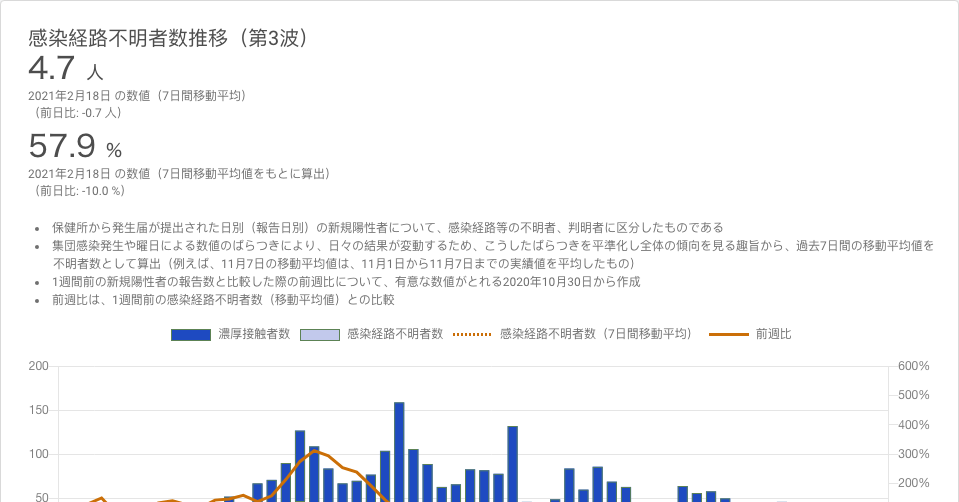 感染経路不明者数推移（第3波）
4.7 人
2021年2月18日 の数値（7日間移動平均）
（前日比: -0.7 人）
57.9 %
2021年2月18日 の数値（7日間移動平均値をもとに算出）
（前日比: -10.0 %）
• 保健所から発生届が提出された日別（報告日別）の新規陽性者について、感染経路等の不明者、判明者に区分したものである
• 集団感染発生や曜日による数値のばらつきにより、日々の結果が変動するため、こうしたばらつきを平準化し全体の傾向を見る趣旨から、過去7日間の移動平均値を
不明者数として算出（例えば、11月7日の移動平均値は、11月1日から11月7日までの実績値を平均したもの）
• 1週間前の新規陽性者の報告数と比較した際の前週比について、有意な数値がとれる2020年10月30日から作成
• 前週比は、1週間前の感染経路不明者数（移動平均値）との比較
濃厚接触者数 感染経路不明者数 感染経路不明者数（7日間移動平均） 前週比
200 600%
500%
150
400%
100 300%
200%
50